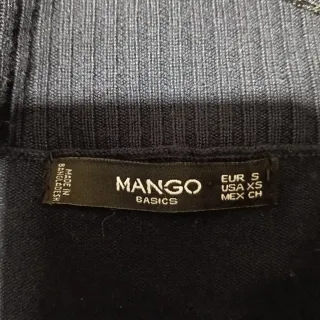 MADE IN
BANGLADESH
MANGO
BASICS
EUR S
USA XS
MEX CH